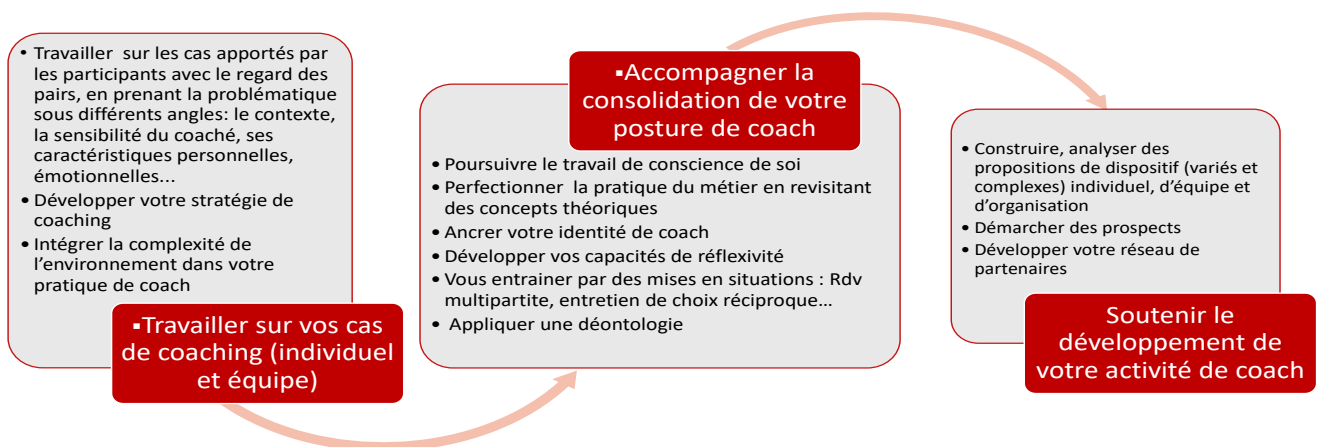 • Travailler sur les cas apportés par
les participants avec le regard des
pairs, en prenant la problématique
sous différents angles: le contexte,
la sensibilité du coaché, ses
caractéristiques personnelles,
émotionnelles...
• Développer votre stratégie de
coaching
• Intégrer la complexité de
l’environnement dans votre
pratique de coach
▪Travailler sur vos cas
de coaching (individuel
et équipe)
▪Accompagner la
consolidation de votre
posture de coach
• Poursuivre le travail de conscience de soi
• Perfectionner la pratique du métier en revisitant
des concepts théoriques
• Ancrer votre identité de coach
• Développer vos capacités de réflexivité
• Vous entrainer par des mises en situations : Rdv
multipartite, entretien de choix réciproque…
• Appliquer une déontologie
• Construire, analyser des
propositions de dispositif (variés et
complexes) individuel, d’équipe et
d’organisation
• Démarcher des prospects
• Développer votre réseau de
partenaires
Soutenir le
développement de
votre activité de coach